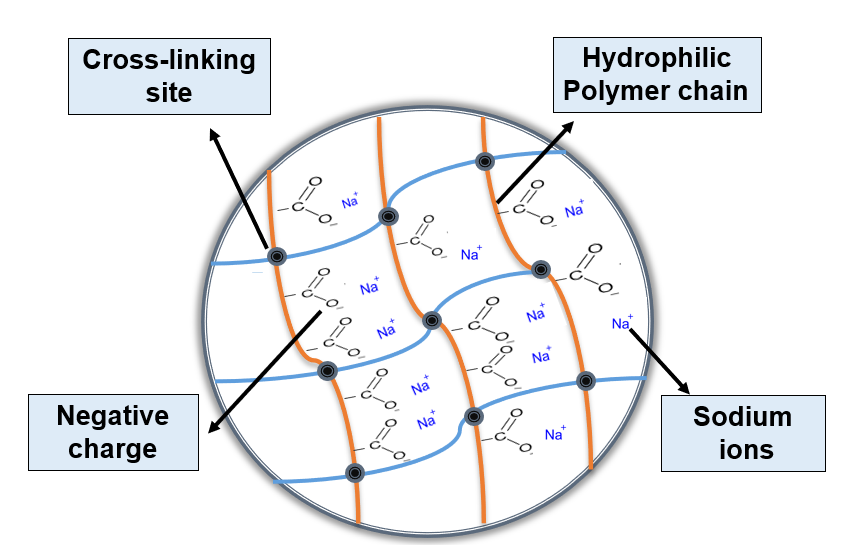 Cross-linking
site
Hydrophilic
Polymer chain
O
C O⁻ Na⁺
O
C O⁻ Na⁺
O
C O⁻ Na⁺
O
C O⁻
O
C O⁻ Na⁺
O
C O⁻ Na⁺
Na⁺
O
C O⁻ Na⁺
O
C O⁻ Na⁺
O
C O⁻ Na⁺
O
C O⁻ Na⁺
O
C O⁻ Na⁺
Negative
charge
Sodium
ions